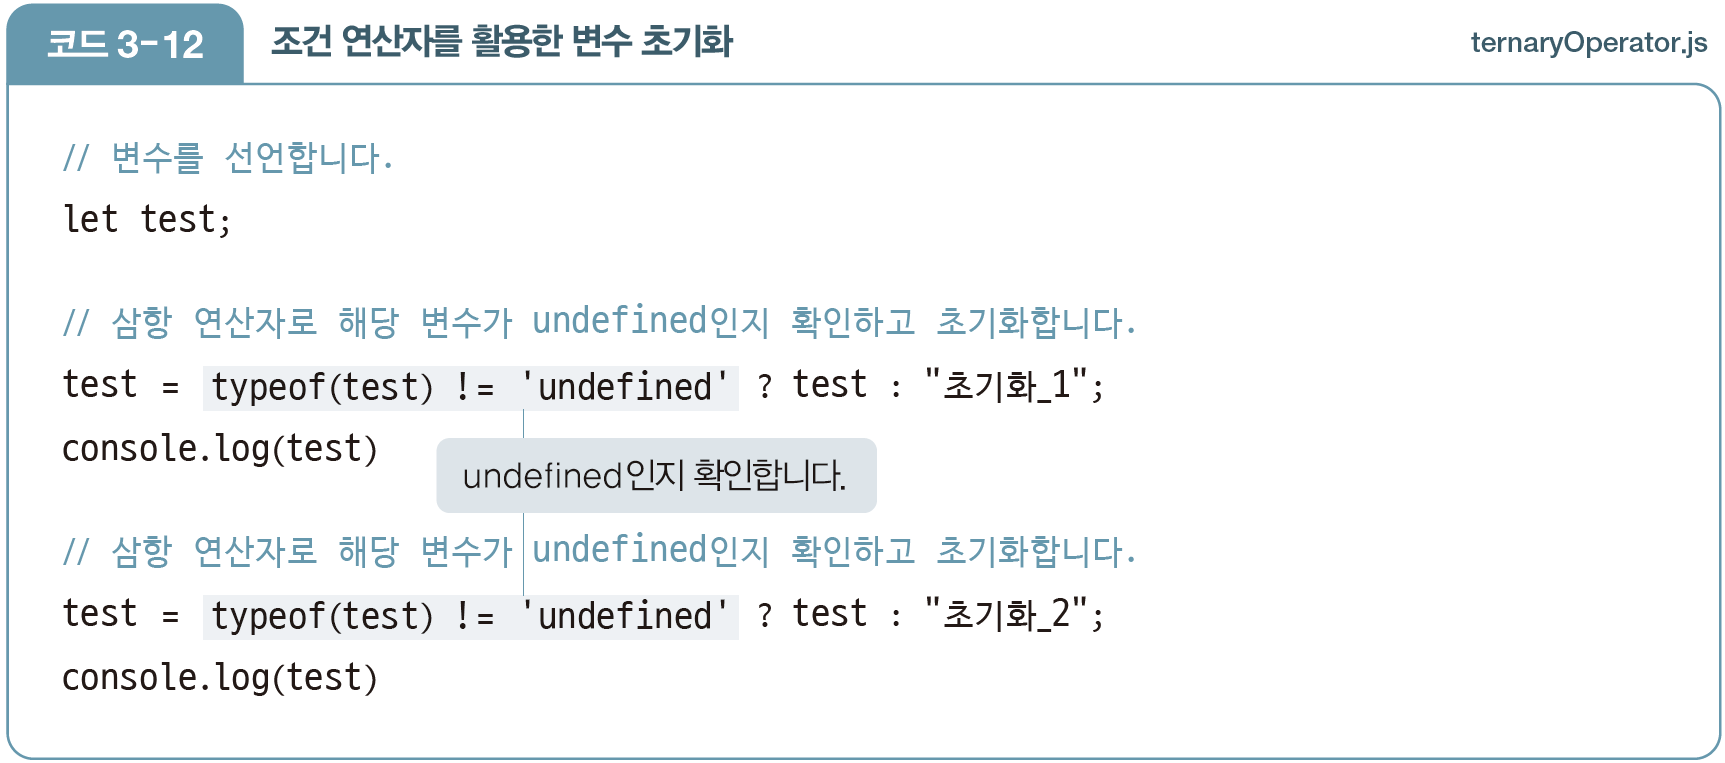 코드 3-12
조건 연산자를 활용한 변수 초기화
ternaryOperator.js
// 변수를 선언합니다.
let test;
// 삼항 연산자로 해당 변수가 undefined인지 확인하고 초기화합니다.
test = typeof(test) != 'undefined' ? test : "초기화_1";
console.log(test)
undefined인지 확인합니다.
// 삼항 연산자로 해당 변수가 undefined인지 확인하고 초기화합니다.
test = typeof(test) != 'undefined' ? test : "초기화_2";
console.log(test)